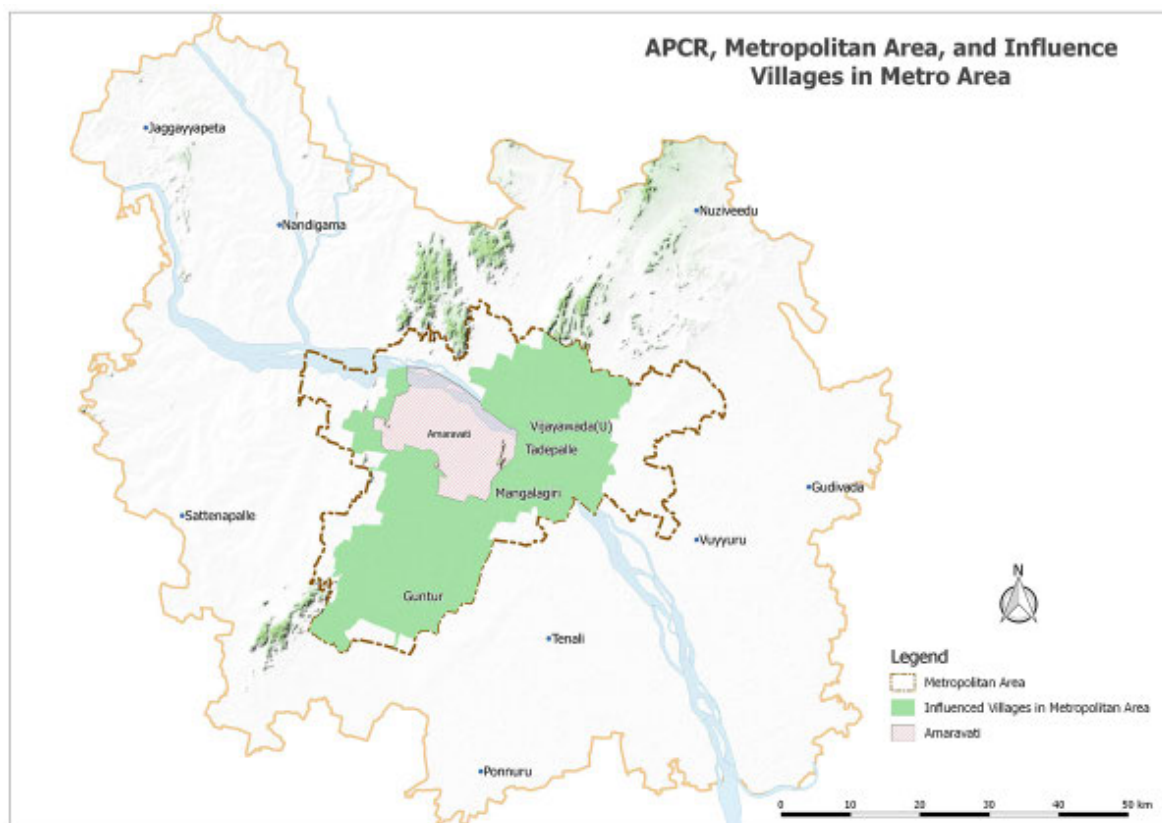 APCR, Metropolitan Area, and Influence
Villages in Metro Area
Jaggayyapeta
Nuziveedu
Nandigama
Vijayawada(U)
Amaravati
Tadepalle
Gudivada
Mangalagiri
Sattenapalle
Vuyyuru
N
Guntur
Tenali
Legend
Metropolitan Area
Influenced Villages in Metropolitan Area
Amaravati
Ponnuru
0 10 20 30 40 50 km